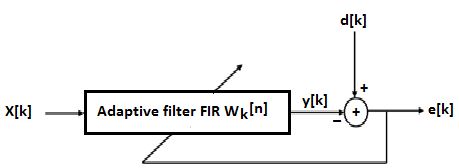 d[k]
+
X[k]
Adaptive filter FIR Wk[n]
y[k]
+
e[k]
−